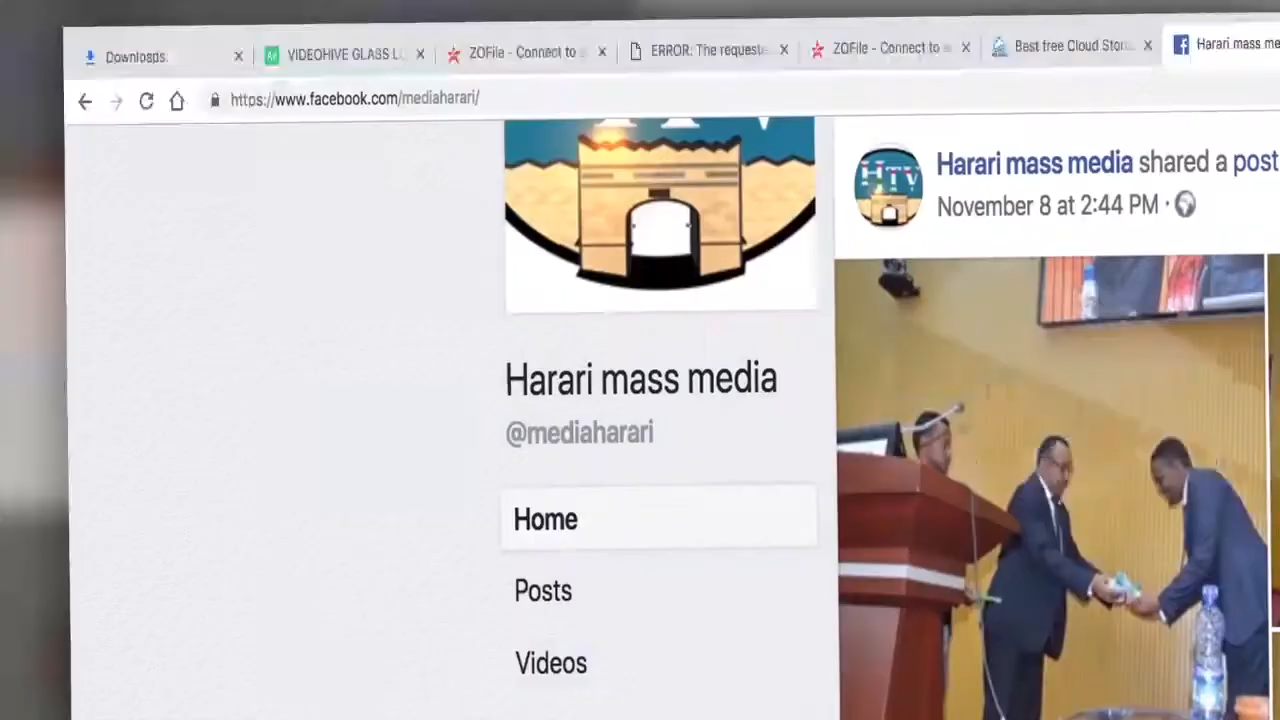 Downloads
VIDEOHIVE GLASS L
ZOFile - Connect to
ERROR: The requeste
ZOFile - Connect to
Best free Cloud Stor
Harari mass me
https://www.facebook.com/mediaharari/
HTV
Harari mass media shared a post
November 8 at 2:44 PM ·
Harari mass media
@mediaharari
Home
Posts
Videos